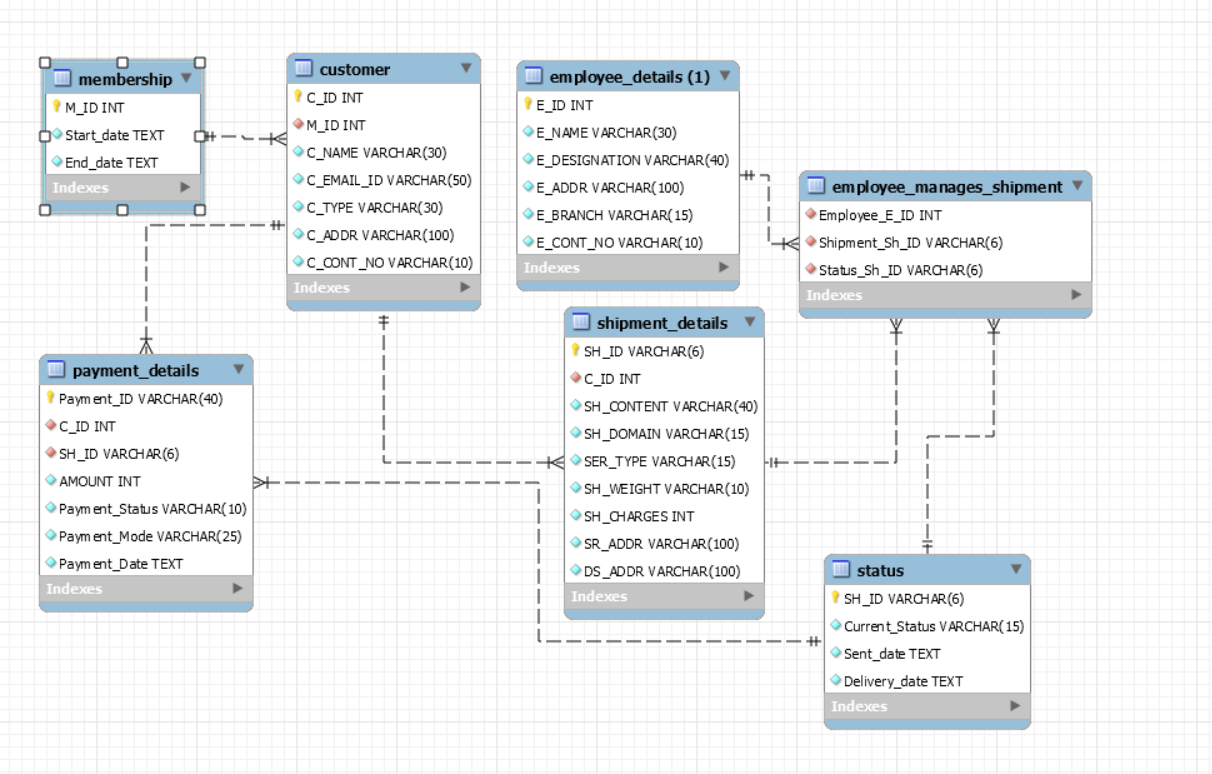 membership
M_ID INT
Start_date TEXT
End_date TEXT
Indexes
customer
C_ID INT
M_ID INT
C_NAME VARCHAR(30)
C_EMAIL_ID VARCHAR(50)
C_TYPE VARCHAR(30)
C_ADDR VARCHAR(100)
C_CONT_NO VARCHAR(10)
Indexes
employee_details (1)
E_ID INT
E_NAME VARCHAR(30)
E_DESIGNATION VARCHAR(40)
E_ADDR VARCHAR(100)
E_BRANCH VARCHAR(15)
E_CONT_NO VARCHAR(10)
Indexes
employee_manages_shipment
Employee_E_ID INT
Shipment_Sh_ID VARCHAR(6)
Status_Sh_ID VARCHAR(6)
Indexes
payment_details
Payment_ID VARCHAR(40)
C_ID INT
SH_ID VARCHAR(6)
AMOUNT INT
Payment_Status VARCHAR(10)
Payment_Mode VARCHAR(25)
Payment_Date TEXT
Indexes
shipment_details
SH_ID VARCHAR(6)
C_ID INT
SH_CONTENT VARCHAR(40)
SH_DOMAIN VARCHAR(15)
SER_TYPE VARCHAR(15)
SH_WEIGHT VARCHAR(10)
SH_CHARGES INT
SR_ADDR VARCHAR(100)
DS_ADDR VARCHAR(100)
Indexes
status
SH_ID VARCHAR(6)
Current_Status VARCHAR(15)
Sent_date TEXT
Delivery_date TEXT
Indexes